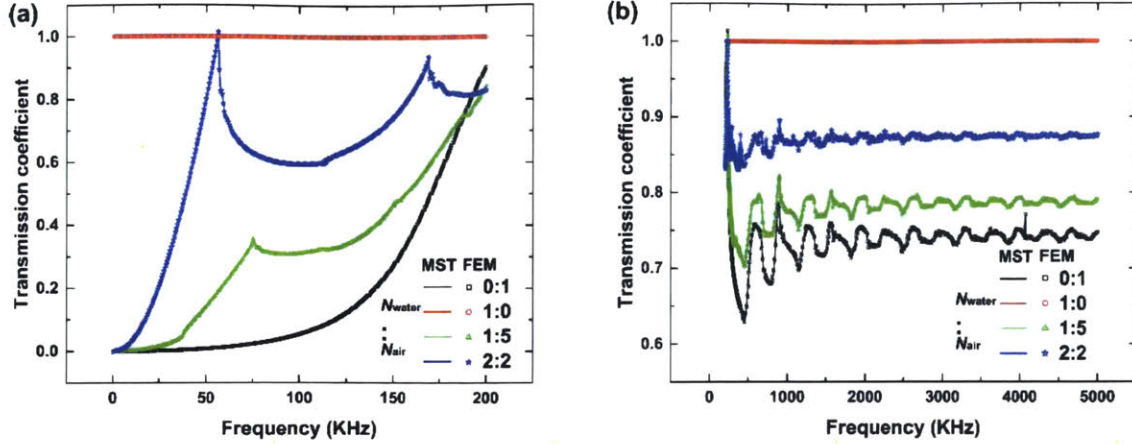 (a)
Transmission coefficient
1.0
0.8
0.6
0.4
0.2
0.0
MST FEM
0:1
Nwater 1:0
: 1:5
Nair 2:2
0 50 100 150 200
Frequency (KHz)
(b)
Transmission coefficient
1.0
0.9
0.8
0.7
0.6
MST FEM
0:1
Nwater 1:0
: 1:5
Nair 2:2
0 1000 2000 3000 4000 5000
Frequency (KHz)